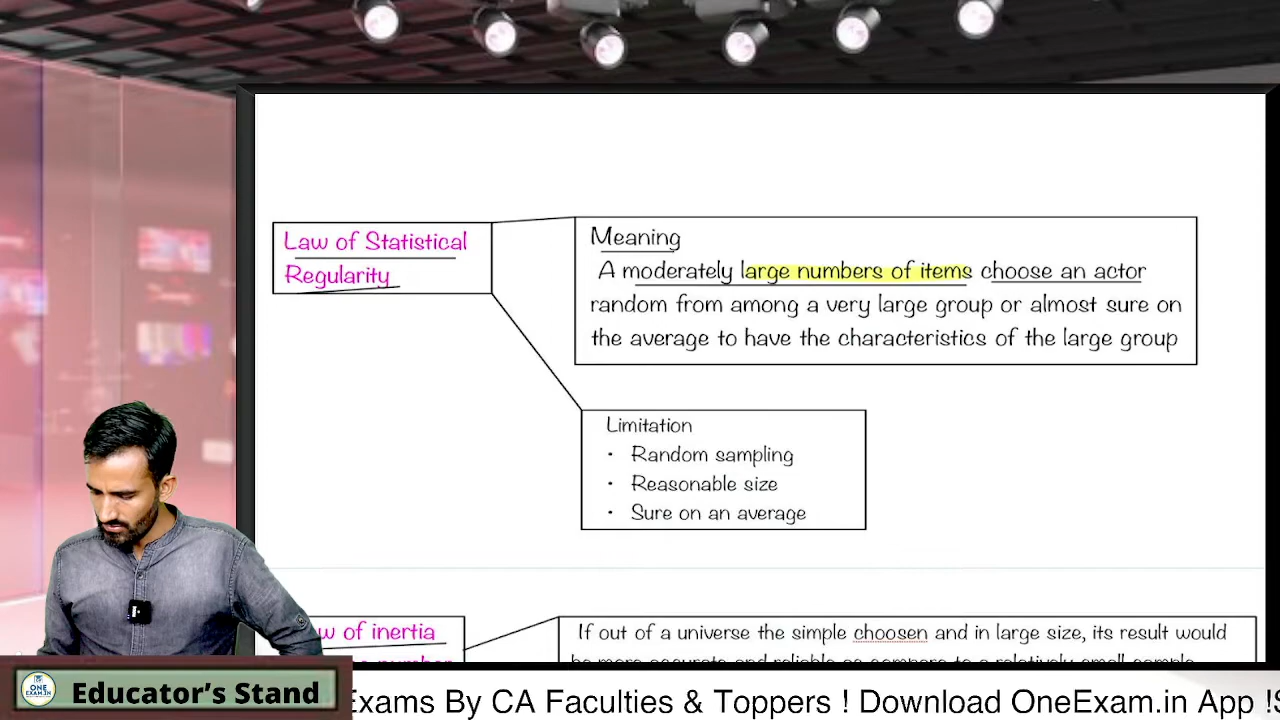 Law of Statistical
Regularity
Meaning
A moderately large numbers of items choose an actor
random from among a very large group or almost sure on
the average to have the characteristics of the large group
Limitation
• Random sampling
• Reasonable size
• Sure on an average
of inertia
If out of a universe the simple choosen and in large size, its result would
ONE
EXAM.IN
Educator's Stand
Exams By CA Faculties & Toppers ! Download OneExam.in App !